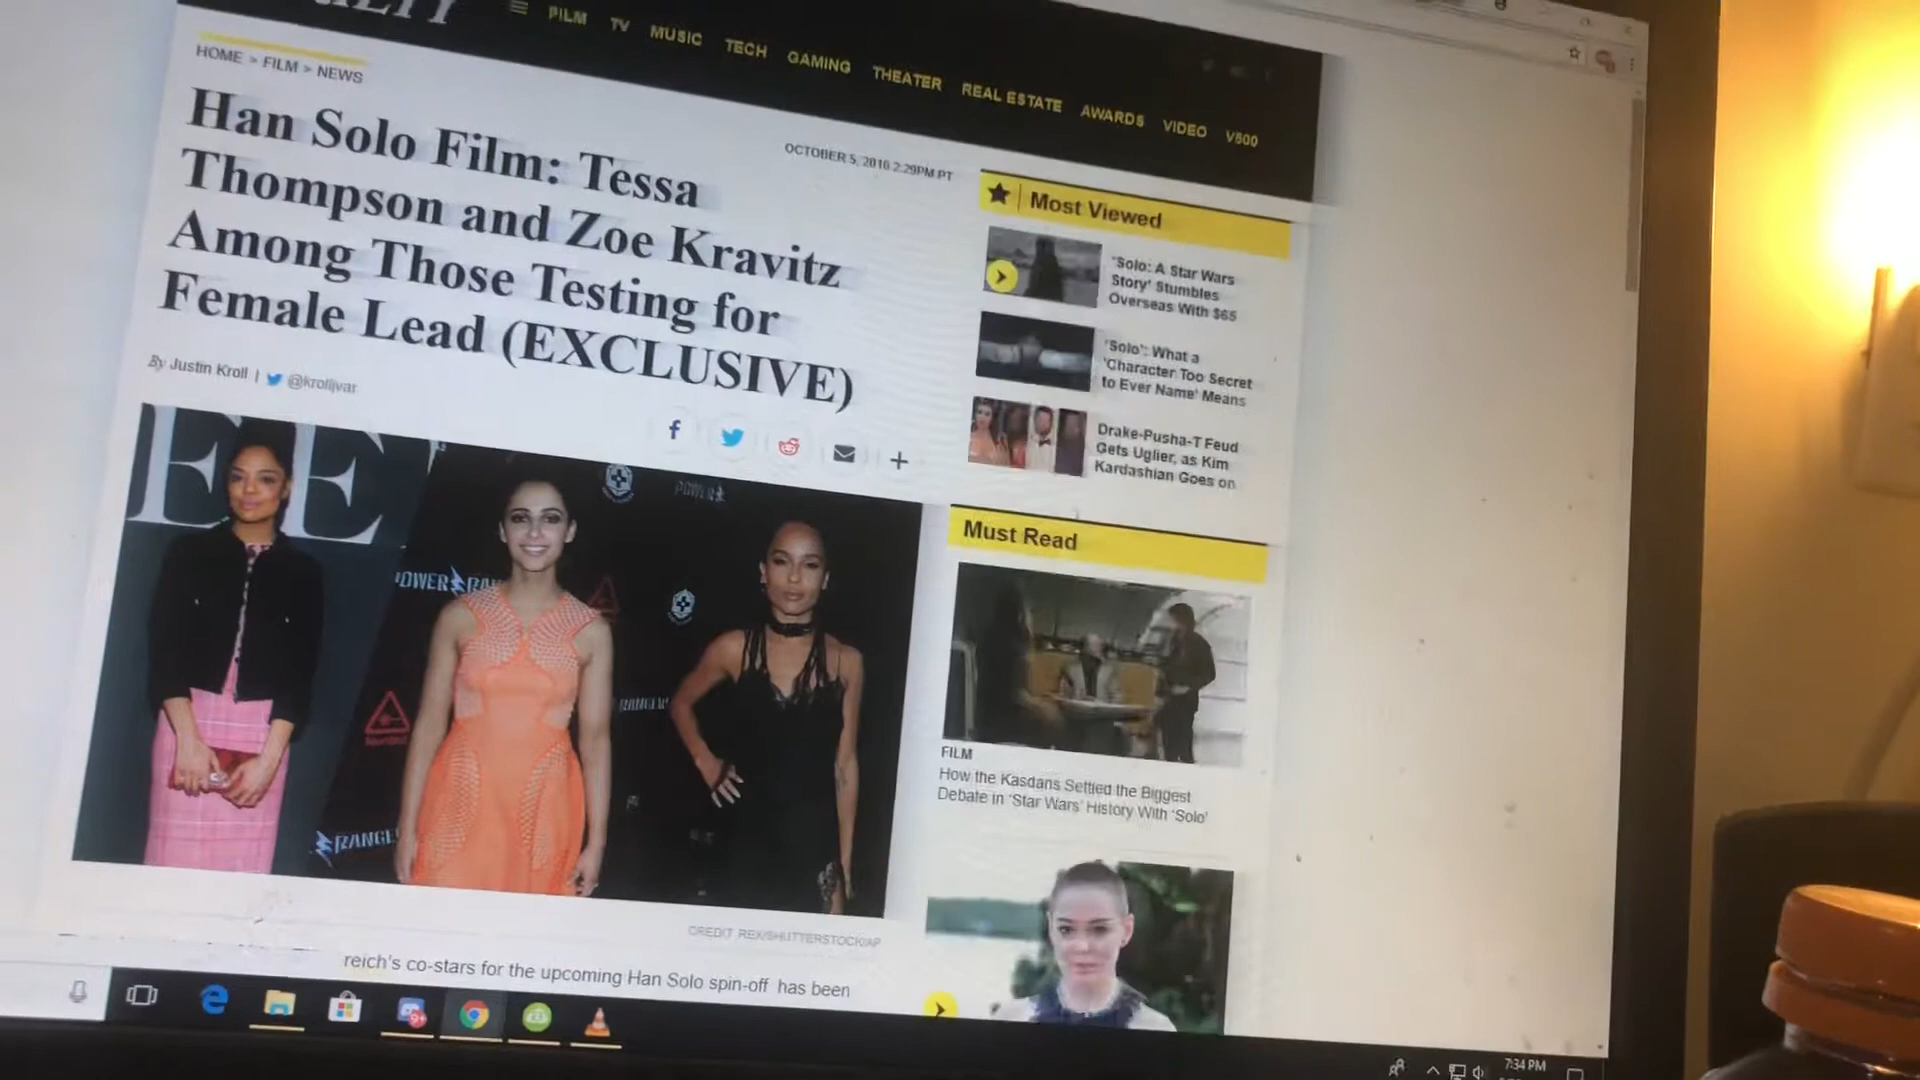 FILM TV MUSIC TECH GAMING THEATER REAL ESTATE AWARDS VIDEO V500
HOME > FILM > NEWS
OCTOBER 5, 2016 2:29PM PT
Han Solo Film: Tessa
Thompson and Zoe Kravitz
Among Those Testing for
Female Lead (EXCLUSIVE)
By Justin Kroll | @krolljvar
Most Viewed
'Solo: A Star Wars
Story' Stumbles
Overseas With $65
'Solo': What a
'Character Too Secret
to Ever Name' Means
Drake-Pusha-T Feud
Gets Uglier, as Kim
Kardashian Goes on
Must Read
FILM
How the Kasdans Settled the Biggest
Debate in 'Star Wars' History With 'Solo'
EE
POWER
RANGE
CREDIT: REX/SHUTTERSTOCK/AP
reich's co-stars for the upcoming Han Solo spin-off has been
7:34 PM